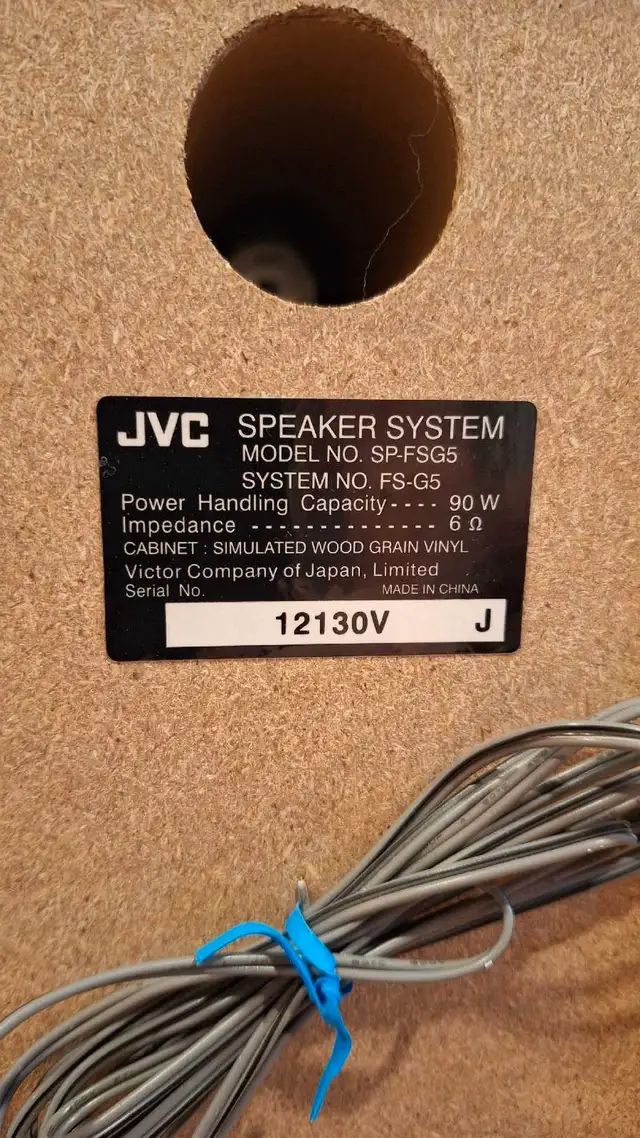 JVC SPEAKER SYSTEM
MODEL NO. SP-FSG5
SYSTEM NO. FS-G5
Power Handling Capacity---- 90 W
Impedance -------------- 6 Ω
CABINET : SIMULATED WOOD GRAIN VINYL
Victor Company of Japan, Limited
Serial No. MADE IN CHINA
12130V J